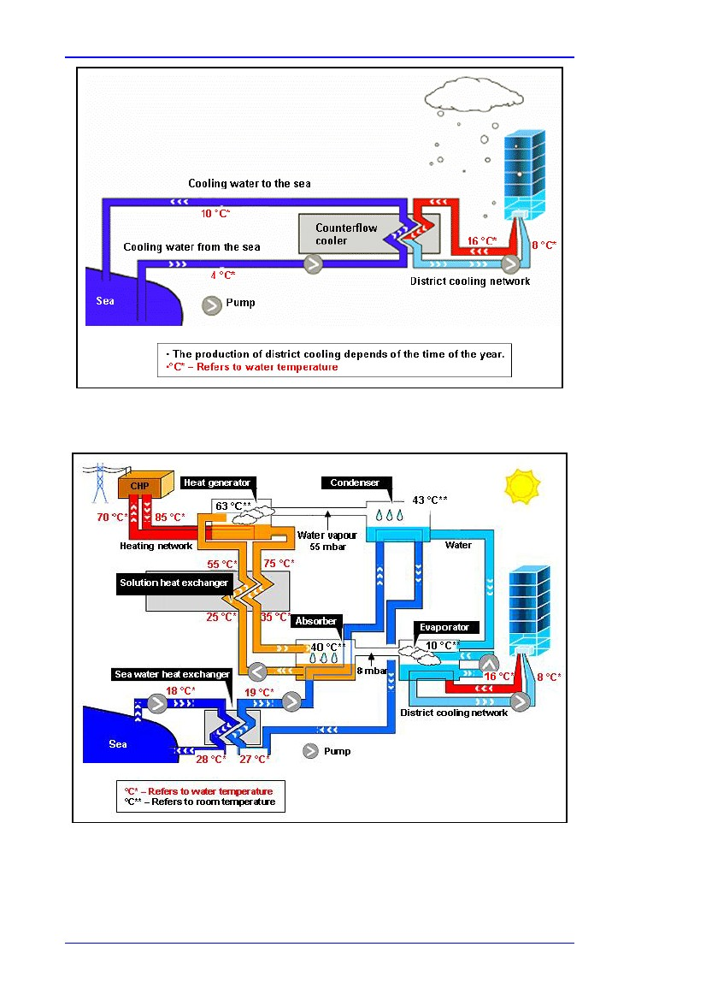 Cooling water to the sea
10 °C*
Counterflow
cooler
16 °C*
8 °C*
Cooling water from the sea
4 °C*
District cooling network
Sea
Pump
• The production of district cooling depends of the time of the year.
•°C* – Refers to water temperature
CHP
Heat generator
Condenser
63 °C**
43 °C**
70 °C*
85 °C*
Water vapour
55 mbar
Heating network
Water
55 °C*
75 °C*
Solution heat exchanger
25 °C*
35 °C*
Absorber
Evaporator
40 °C**
10 °C**
8 mbar
Sea water heat exchanger
16 °C*
8 °C*
18 °C*
19 °C*
District cooling network
Sea
28 °C*
27 °C*
Pump
°C* – Refers to water temperature
°C** – Refers to room temperature